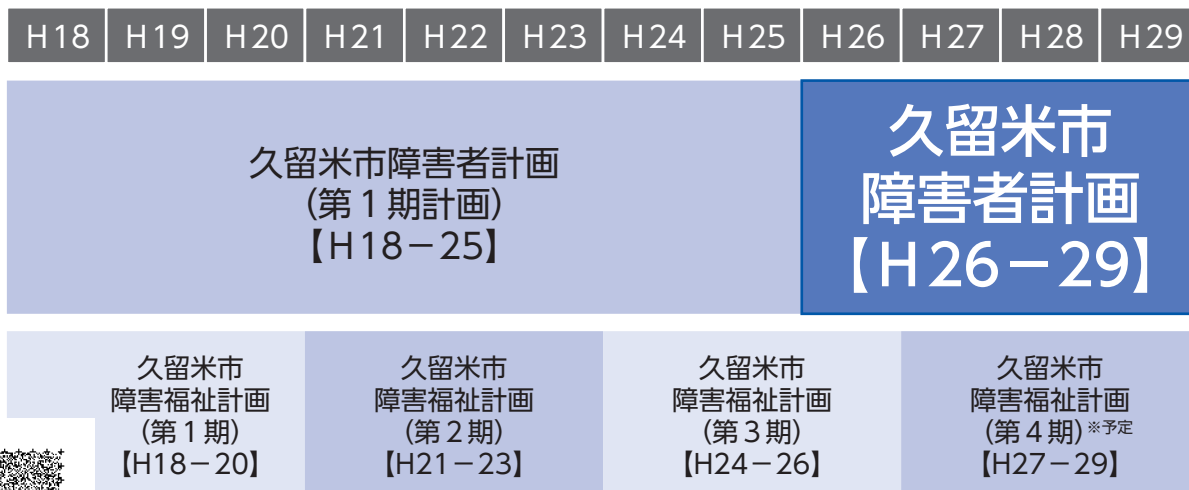 H18 H19 H20 H21 H22 H23 H24 H25 H26 H27 H28 H29
久留米市障害者計画
(第1期計画)
【H18−25】
久留米市
障害者計画
【H26−29】
久留米市
障害福祉計画
(第1期)
【H18−20】
久留米市
障害福祉計画
(第2期)
【H21−23】
久留米市
障害福祉計画
(第3期)
【H24−26】
久留米市
障害福祉計画
(第4期)※予定
【H27−29】